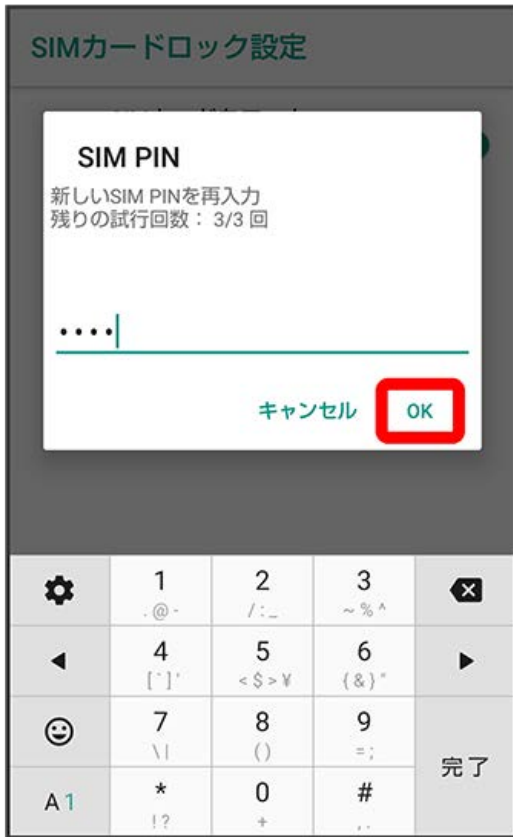 SIMカードロック設定
SIM PIN
新しいSIM PINを再入力
残りの試行回数： 3/3 回
••••
キャンセル OK
1 2 3
. @ - / : _ ~ % ^
4 5 6
[ ` ] ' < $ > ¥ { & } "
7 8 9
\ | ( ) = ;
完了
A1 * 0 #
! ? + , .